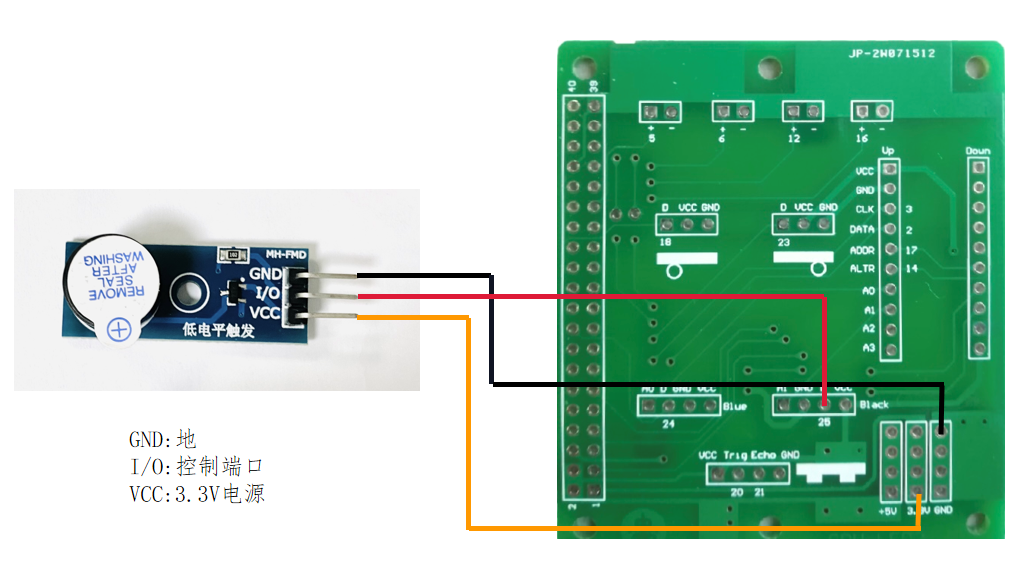 JP-2W071512
40 39
+ - + - + - + -
5 6 12 16
Up Down
VCC
GND
CLK 3
DATA 2
ADDR 17
ALTR 14
A0
A1
A2
A3
D VCC GND D VCC GND
18 23
MH-FMD
GND
I/O
VCC
低电平触发
REMOVE
SEAL
AFTER
WASHING
A0 D GND VCC A1 GND VCC
Blue Black
24 25
VCC Trig Echo GND
20 21
+5V GND
2 1
GND:地
I/O:控制端口
VCC:3.3V电源